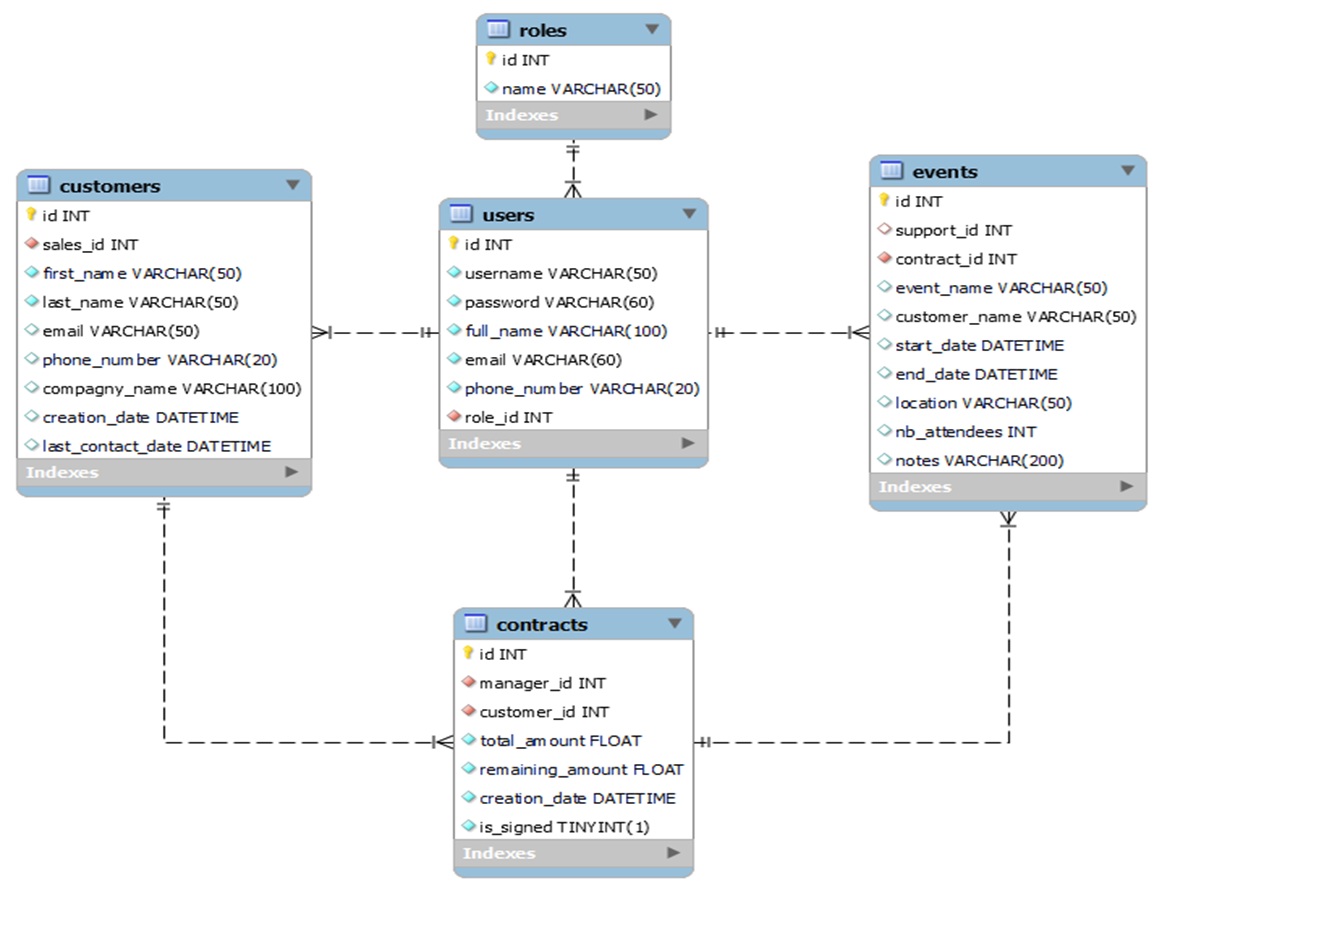 roles
id INT
name VARCHAR(50)
Indexes
customers
id INT
sales_id INT
first_name VARCHAR(50)
last_name VARCHAR(50)
email VARCHAR(50)
phone_number VARCHAR(20)
compagny_name VARCHAR(100)
creation_date DATETIME
last_contact_date DATETIME
Indexes
users
id INT
username VARCHAR(50)
password VARCHAR(60)
full_name VARCHAR(100)
email VARCHAR(60)
phone_number VARCHAR(20)
role_id INT
Indexes
events
id INT
support_id INT
contract_id INT
event_name VARCHAR(50)
customer_name VARCHAR(50)
start_date DATETIME
end_date DATETIME
location VARCHAR(50)
nb_attendees INT
notes VARCHAR(200)
Indexes
contracts
id INT
manager_id INT
customer_id INT
total_amount FLOAT
remaining_amount FLOAT
creation_date DATETIME
is_signed TINYINT(1)
Indexes